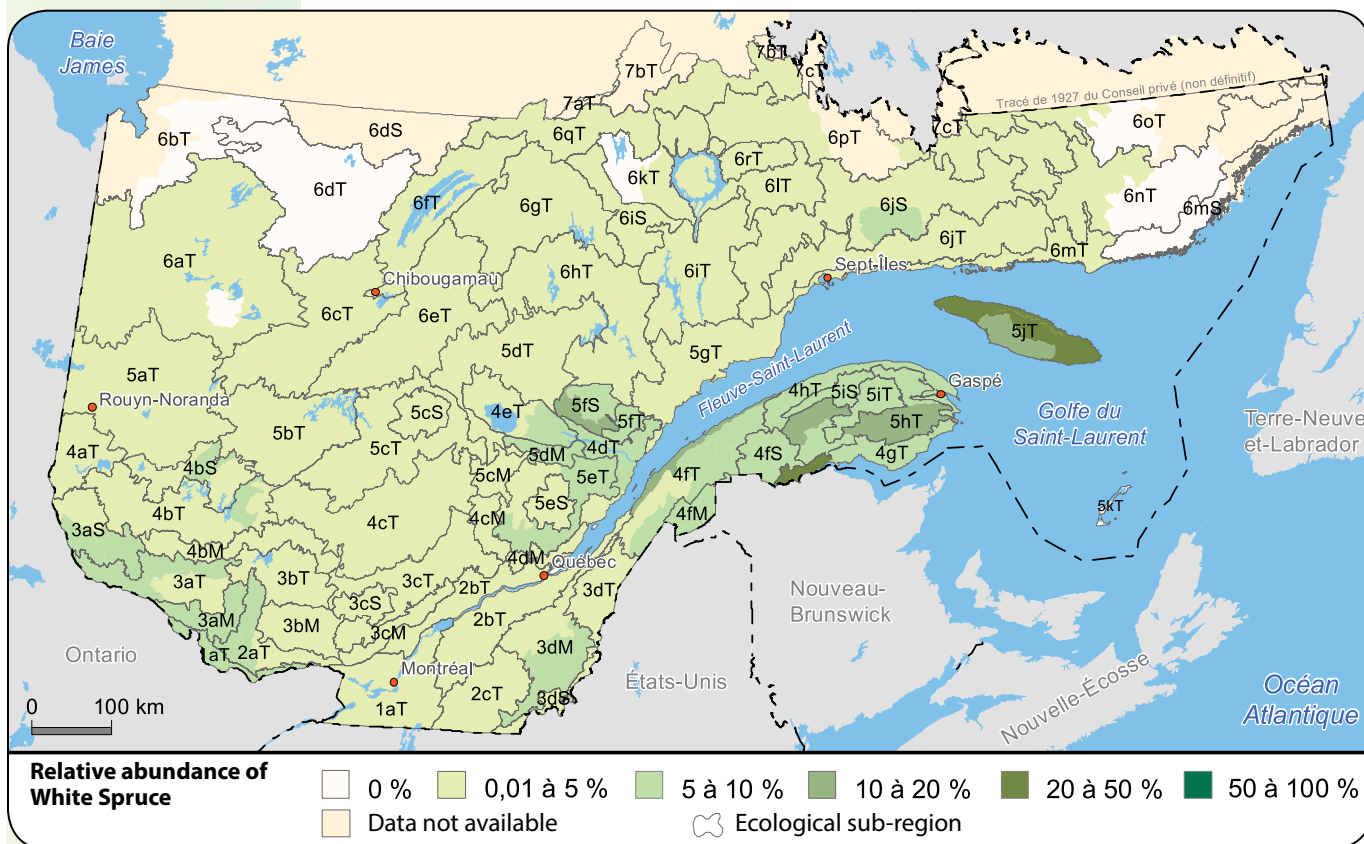 Baie
James
7bT
7bT
7cT
7aT
Tracé de 1927 du Conseil privé (non définitif)
6bT
6dS
6qT
6pT
7cT
6oT
6dT
6kT
6rT
6lT
6fT
6gT
6iS
6jS
6nT
6mS
6aT
6hT
6iT
6jT
6mT
Chibougamau
Sept-Îles
6cT
6eT
5jT
5aT
5dT
5gT
Fleuve-Saint-Laurent
Rouyn-Noranda
4hT
5iS
5iT
Gaspé
5bT
5cS
4eT
5fS
5fT
5hT
Golfe du
Saint-Laurent
Terre-Neuve
et-Labrador
4aT
5cT
5dM
4dT
4fS
4gT
4bS
5cM
5eT
4fT
4bT
5eS
5kT
3aS
4cT
4cM
4fM
4bM
4dM
Québec
3aT
3bT
3cT
2bT
3dT
Nouveau-
Brunswick
3cS
3aM
3bM
3cM
2bT
1aT
2aT
3dM
Ontario
Montréal
États-Unis
2cT
3dS
1aT
Nouvelle-Écosse
Océan
Atlantique
0
100 km
Relative abundance of
White Spruce
0 %
0,01 à 5 %
5 à 10 %
10 à 20 %
20 à 50 %
50 à 100 %
Data not available
Ecological sub-region